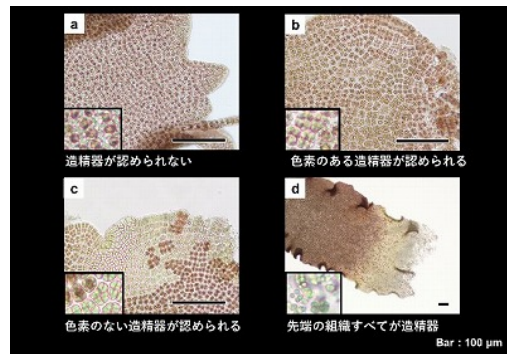 a
造精器が認められない
b
色素のある造精器が認められる
c
色素のない造精器が認められる
d
先端の組織すべてが造精器
Bar : 100 μm